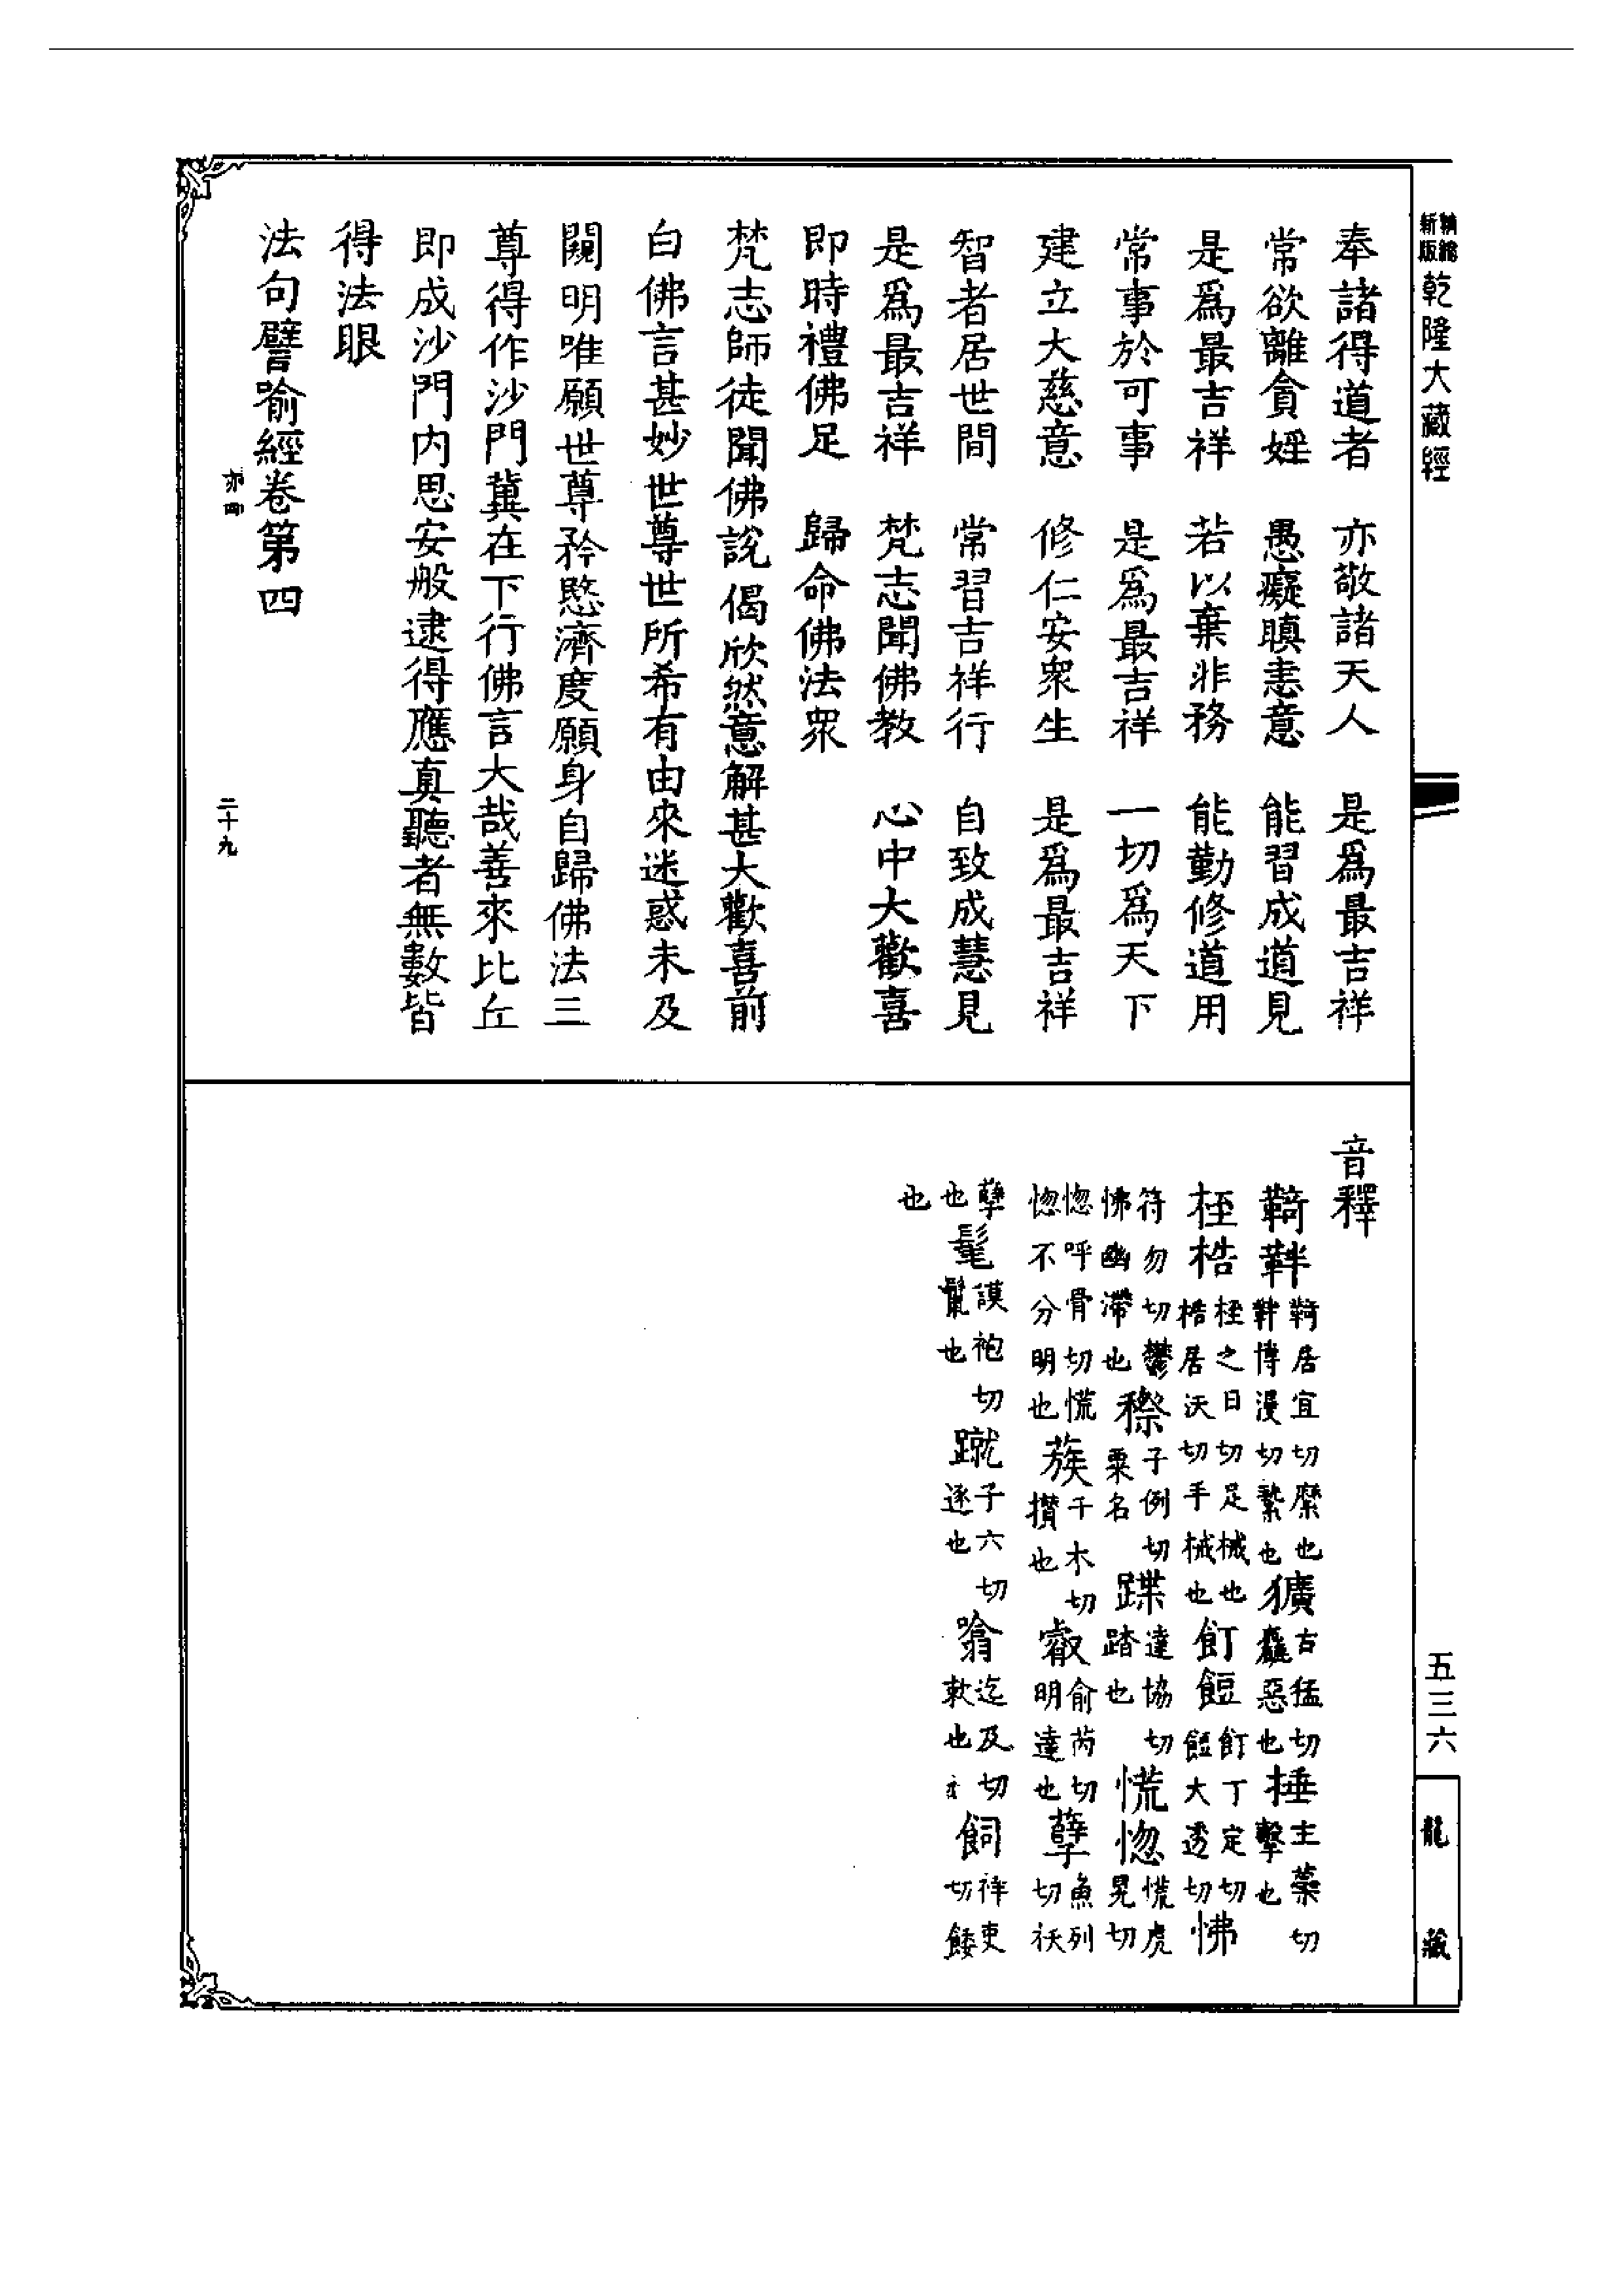 新版
精縮
乾隆大藏經
奉諸得道者　亦敬諸天人　是爲最吉祥
常欲離貪婬　愚癡瞋恚意　能習成道見
是爲最吉祥　若以棄非務　能勤修道用
常事於可事　是爲最吉祥　一切爲天下
建立大慈意　修仁安衆生　是爲最吉祥
智者居世間　常習吉祥行　自致成慧見
是爲最吉祥　梵志聞佛教　心中大歡喜
即時禮佛足　歸命佛法衆
梵志師徒聞佛說偈欣然意解甚大歡喜前
白佛言甚妙世尊世所希有由來迷惑未及
闚明唯願世尊矜愍濟度願身自歸佛法三
尊得作沙門冀在下行佛言大哉善來比丘
即成沙門内思安般逮得應真聽者無數皆
得法眼
法句譬喻經卷第四
亦四
二十九
音釋
䩭靽 䩭居宜切縻也靽博漫切縶也 獷 古猛切麤惡也 捶 主蘂切擊也
桎梏 桎之日切足械也梏居沃切手械也 飣餖 飣丁定切餖大透切 怫
符勿切鬱怫幽滯也 穄 子例切粟名 蹀 達協切踏也 慌惚 慌虎晃切
惚呼骨切慌惚不分明也 蔟 千木切攢也 叡 俞芮切明達也 孽 魚列切袄
孽也 髦 謨袍切鬣也 蹴 子六切逐也 噏 迄及切歙也 飼 祥吏切餧
也
五三六
龍藏